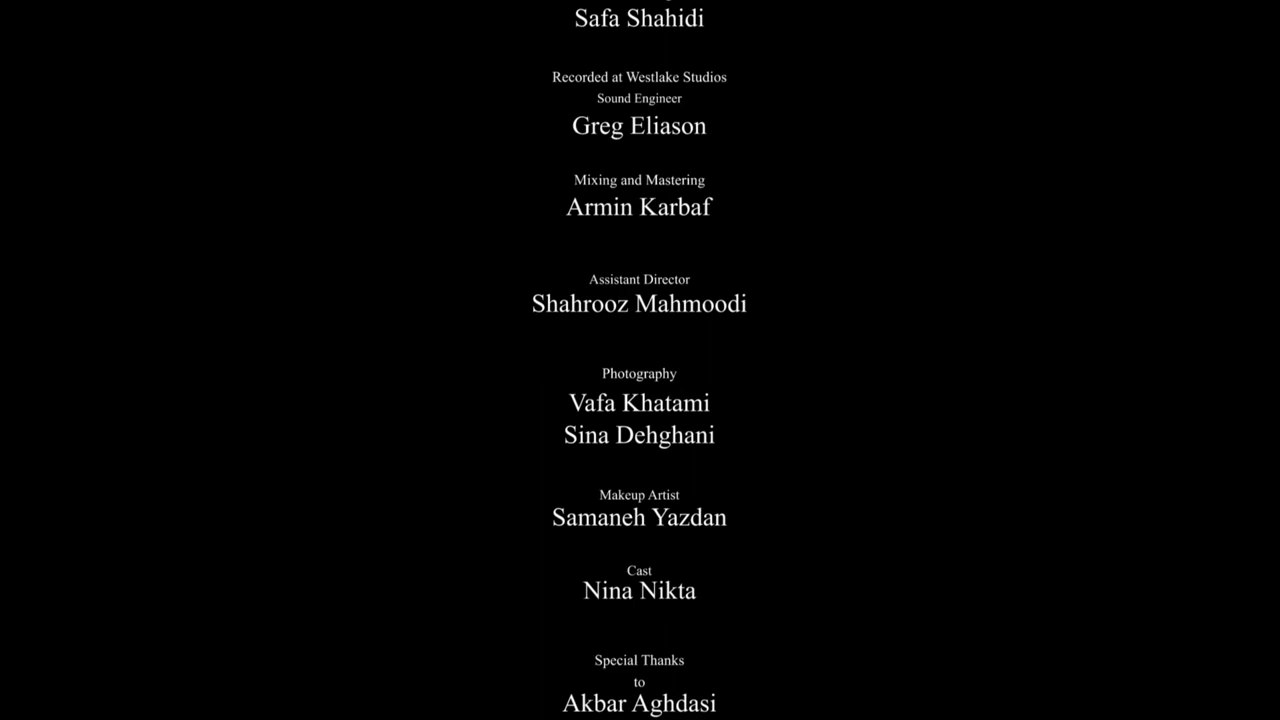 Safa Shahidi
Recorded at Westlake Studios
Sound Engineer
Greg Eliason
Mixing and Mastering
Armin Karbaf
Assistant Director
Shahrooz Mahmoodi
Photography
Vafa Khatami
Sina Dehghani
Makeup Artist
Samaneh Yazdan
Cast
Nina Nikta
Special Thanks
to
Akbar Aghdasi